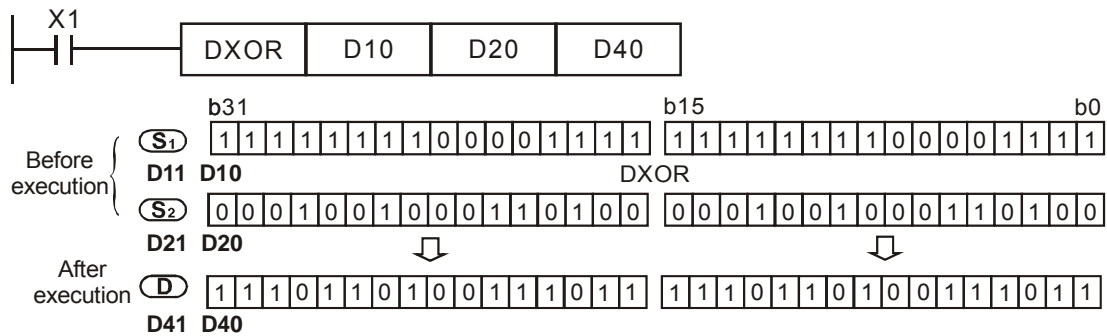 X1
DXOR D10 D20 D40
b31 b15 b0
Before
execution
S1 1 1 1 1 1 1 1 1 0 0 0 0 1 1 1 1 1 1 1 1 1 1 1 1 0 0 0 0 1 1 1 1
D11 D10 DXOR
S2 0 0 0 1 0 0 1 0 0 0 1 1 0 1 0 0 0 0 0 1 0 0 1 0 0 0 1 1 0 1 0 0
D21 D20
After
execution
D 1 1 1 0 1 1 0 1 0 0 1 1 1 0 1 1 1 1 1 0 1 1 0 1 0 0 1 1 1 0 1 1
D41 D40